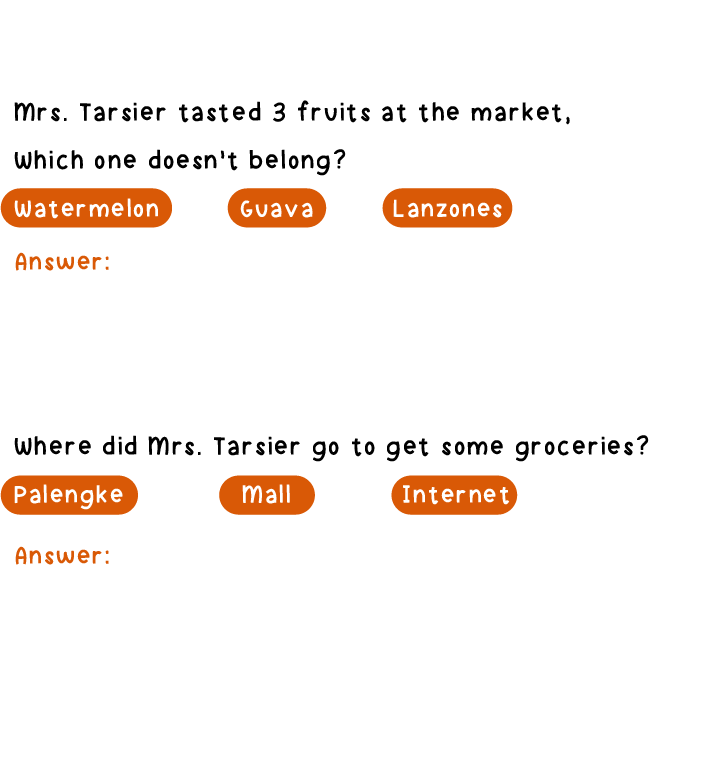 Mrs. Tarsier tasted 3 fruits at the market,
Which one doesn't belong?
Watermelon Guava Lanzones
Answer:
Where did Mrs. Tarsier go to get some groceries?
Palengke Mall Internet
Answer: